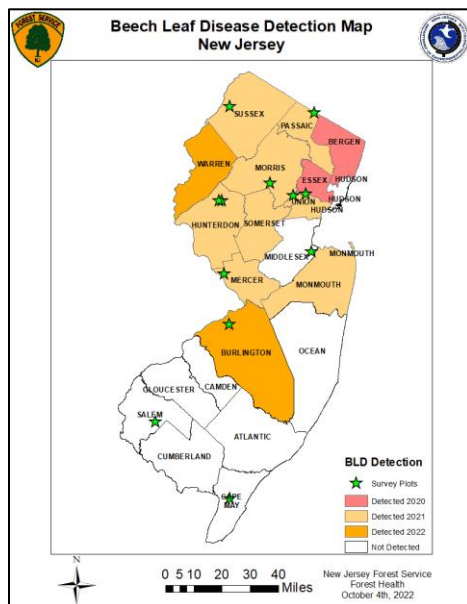 Beech Leaf Disease Detection Map
New Jersey
FOREST SERVICE
NJ
SUSSEX
PASSAIC
BERGEN
WARREN
MORRIS
ESSEX
HUDSON
HUDSON
UNION
HUDSON
HUNTERDON
SOMERSET
MIDDLESEX
MONMOUTH
MERCER
MONMOUTH
OCEAN
BURLINGTON
CAMDEN
GLOUCESTER
SALEM
ATLANTIC
CUMBERLAND
CAPE
MAY
BLD Detection
Survey Plots
Detected 2020
Detected 2021
Detected 2022
Not Detected
N
0 5 10 20 30 40
Miles
New Jersey Forest Service
Forest Health
October 4th, 2022